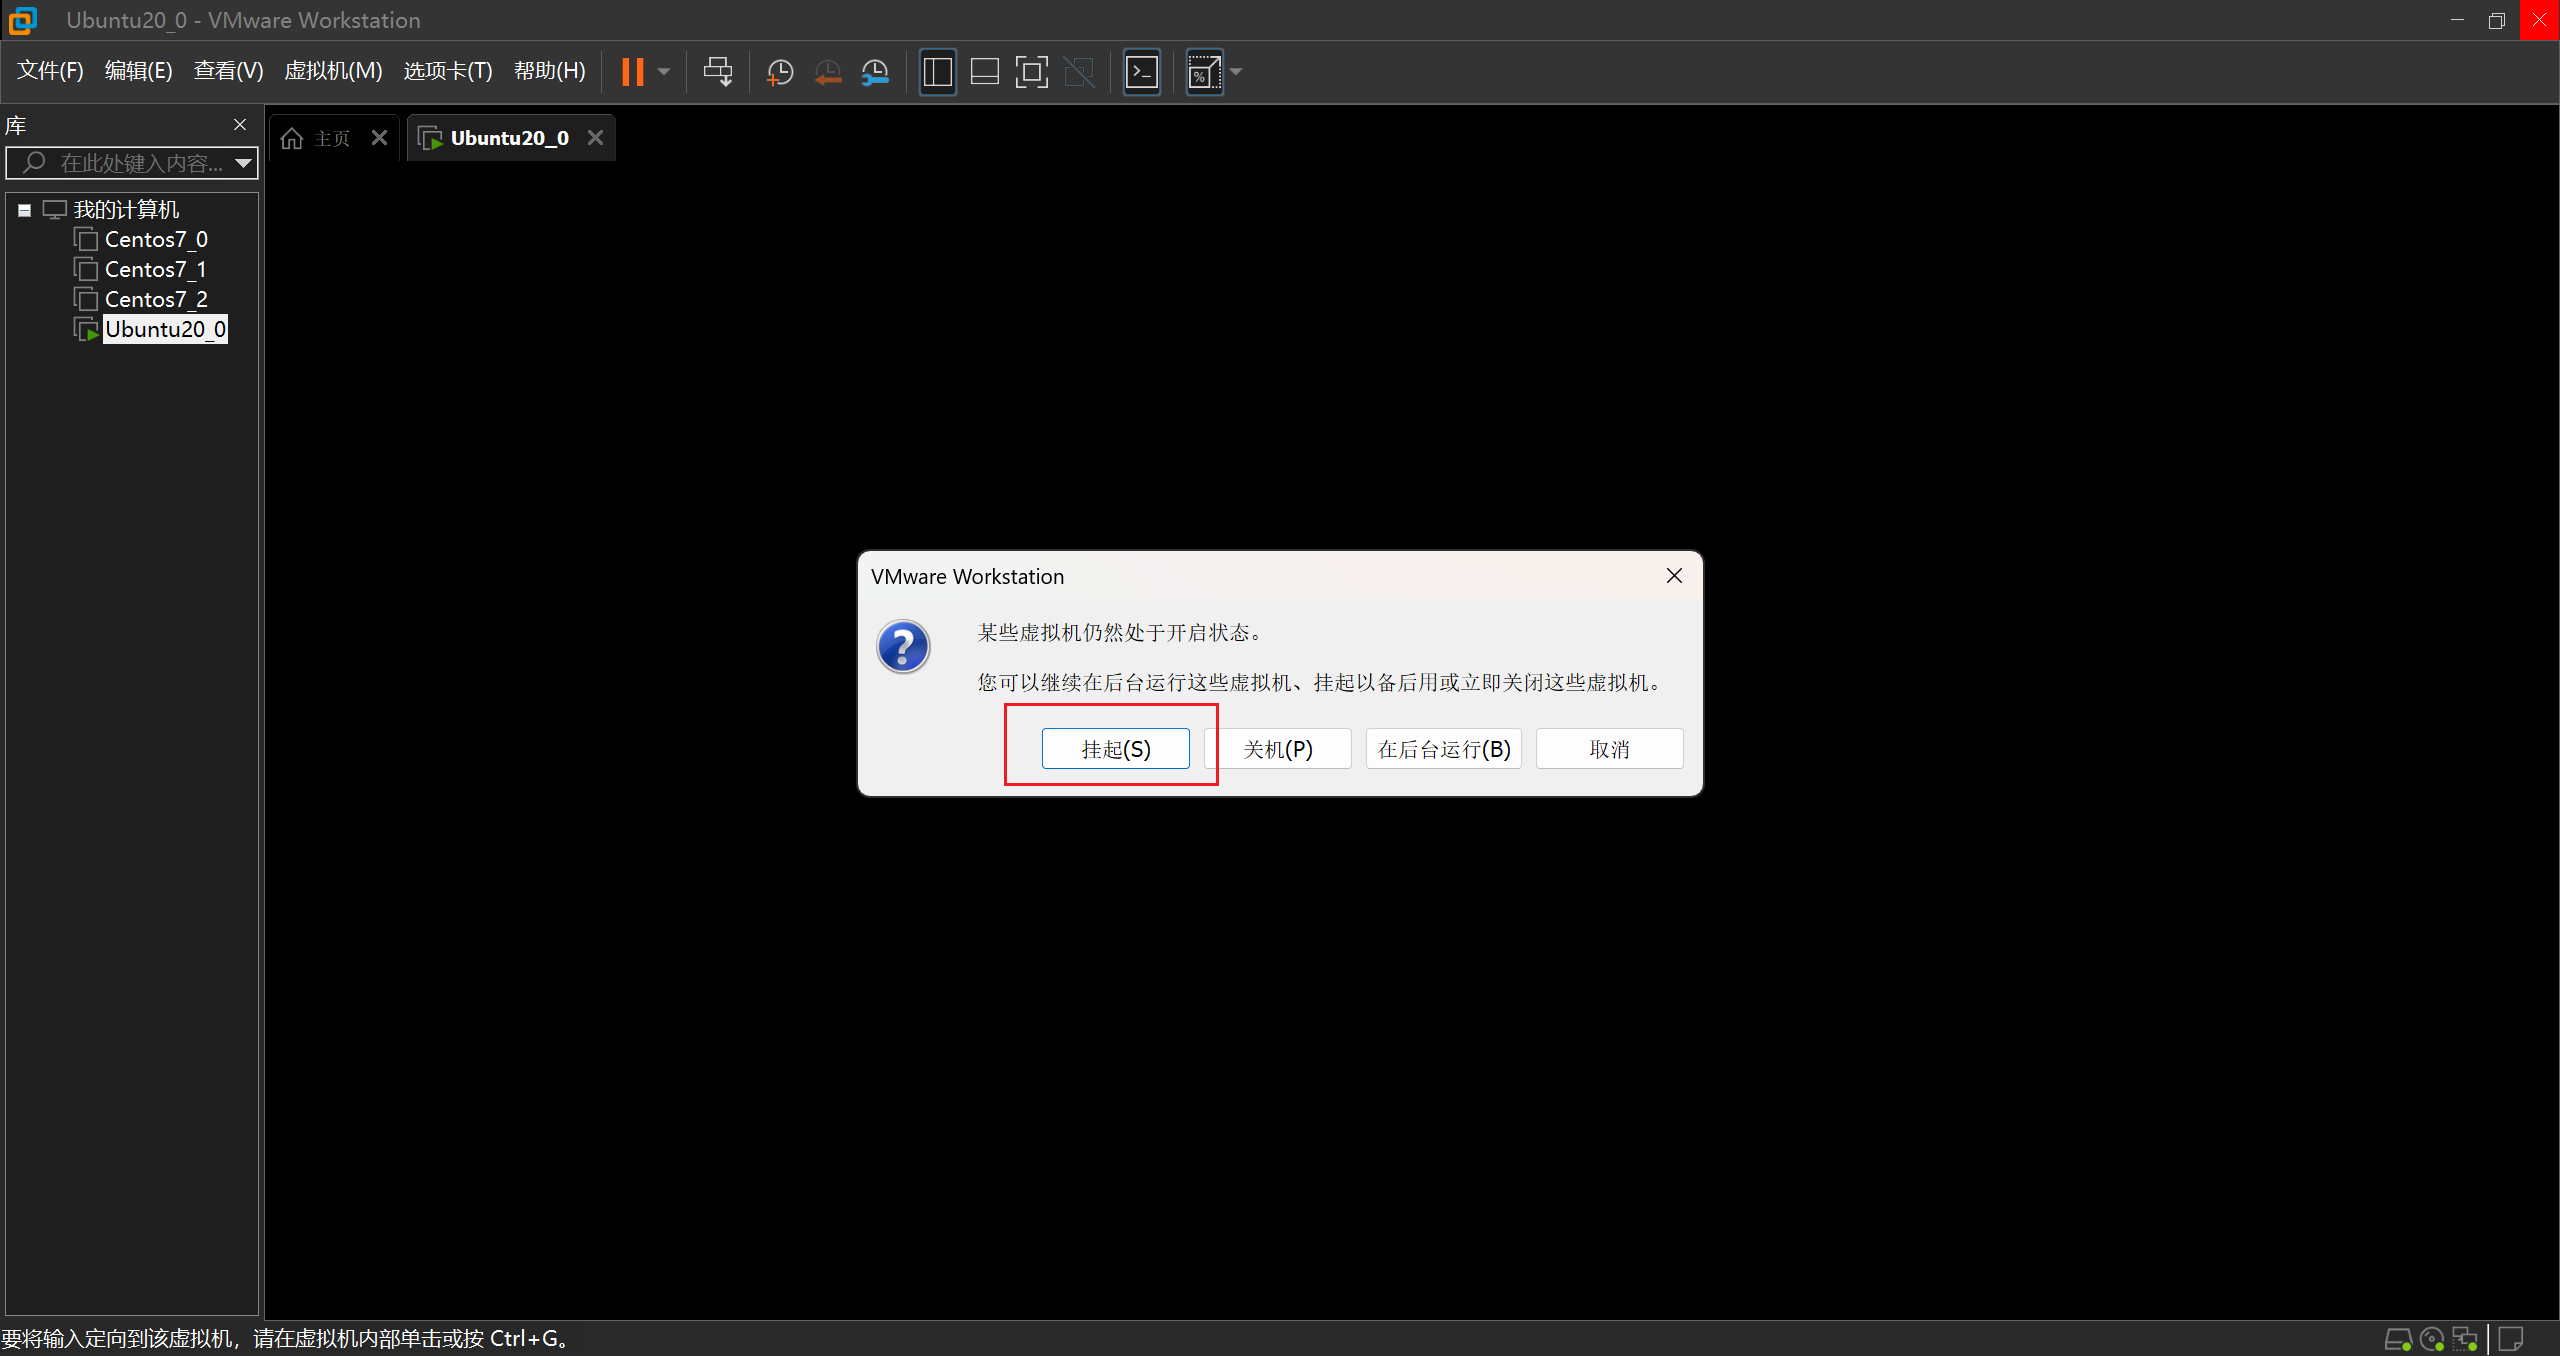 Ubuntu20_0 - VMware Workstation
文件(F) 编辑(E) 查看(V) 虚拟机(M) 选项卡(T) 帮助(H)
库
主页
Ubuntu20_0
在此处键入内容...
我的计算机
Centos7_0
Centos7_1
Centos7_2
Ubuntu20_0
VMware Workstation
某些虚拟机仍然处于开启状态。
您可以继续在后台运行这些虚拟机、挂起以备后用或立即关闭这些虚拟机。
挂起(S) 关机(P) 在后台运行(B) 取消
要将输入定向到该虚拟机，请在虚拟机内部单击或按 Ctrl+G。